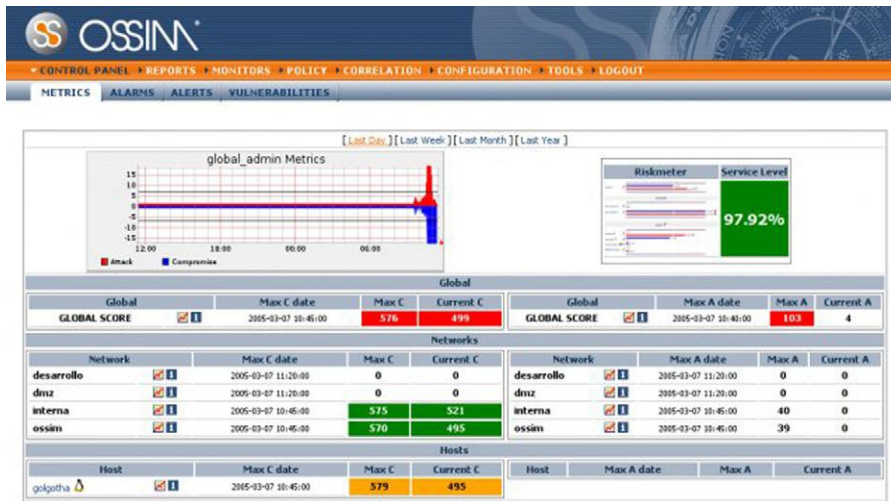 OSSIM
CONTROL PANEL REPORTS MONITORS POLICY CORRELATION CONFIGURATION TOOLS LOGOUT
METRICS ALARMS ALERTS VULNERABILITIES
[ Last Day ] [ Last Week ] [ Last Month ] [ Last Year ]
global_admin Metrics
15
10
5
0
-5
-10
-15
12:00 18:00 00:00 06:00
Attack Compromise
Riskmeter Service Level
97.92%
Global
Global Max C date Max C Current C Global Max A date Max A Current A
GLOBAL SCORE 2005-03-07 10:45:00 576 499 GLOBAL SCORE 2005-03-07 10:40:00 103 4
Networks
Network Max C date Max C Current C Network Max A date Max A Current A
desarrollo 2005-03-07 11:20:00 0 0 desarrollo 2005-03-07 11:20:00 0 0
dmz 2005-03-07 11:20:00 0 0 dmz 2005-03-07 11:20:00 0 0
interna 2005-03-07 10:45:00 575 521 interna 2005-03-07 10:45:00 40 0
ossim 2005-03-07 10:45:00 570 495 ossim 2005-03-07 10:45:00 39 0
Hosts
Host Max C date Max C Current C Host Max A date Max A Current A
golgotha 2005-03-07 10:45:00 579 495